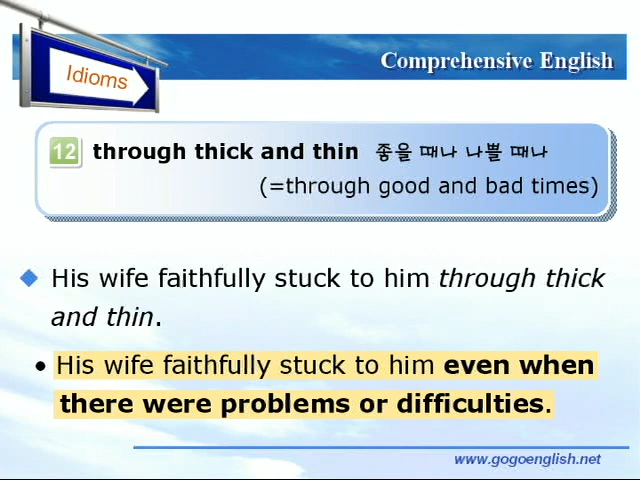 Idioms
Comprehensive English
12 through thick and thin 좋을 때나 나쁠 때나
(=through good and bad times)
His wife faithfully stuck to him through thick
and thin.
• His wife faithfully stuck to him even when
there were problems or difficulties.
www.gogoenglish.net